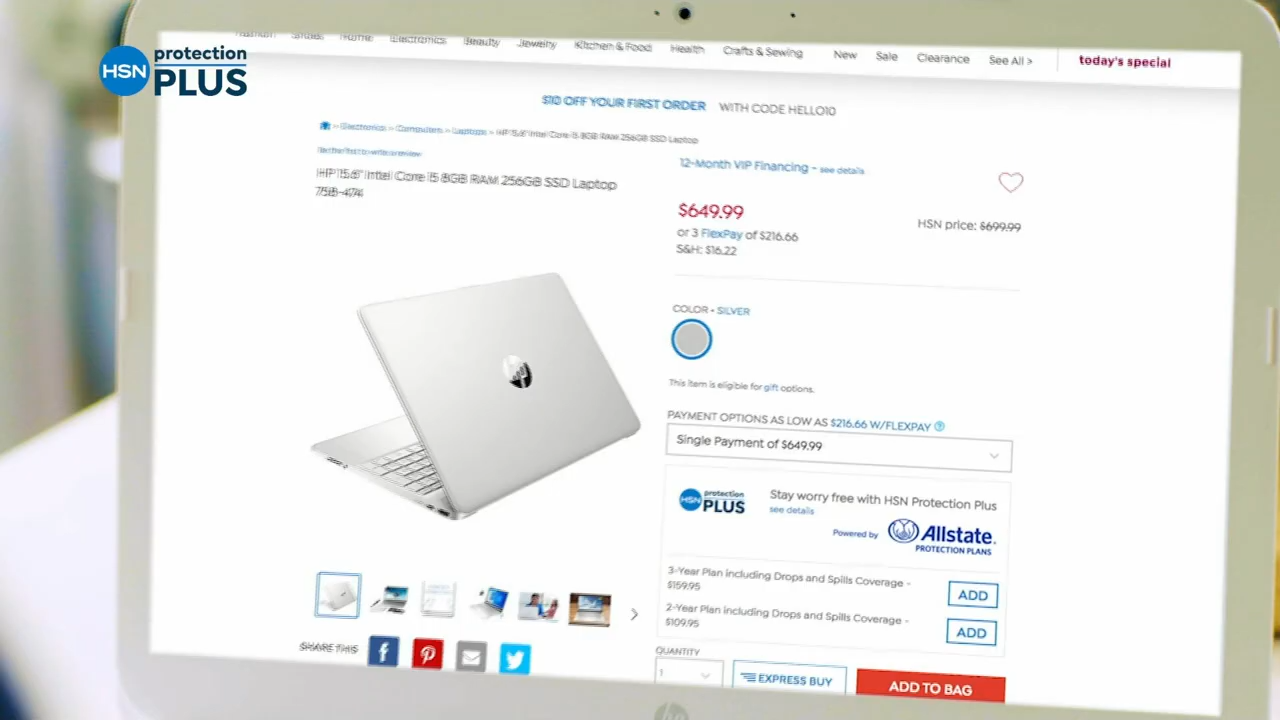 HSN protection PLUS
Fashion Shoes Home Electronics Beauty Jewelry Kitchen & Food Health Crafts & Sewing New Sale Clearance See All > today's special
$10 OFF YOUR FIRST ORDER WITH CODE HELLO10
> Electronics > Computers > Laptops > HP 15.6" Intel Core i5 8GB RAM 256GB SSD Laptop
Be the first to write a review
HP 15.6" Intel Core i5 8GB RAM 256GB SSD Laptop
758-474
12-Month VIP Financing - see details
$649.99
HSN price: $699.99
or 3 FlexPay of $216.66
S&H: $16.22
COLOR - SILVER
This item is eligible for gift options.
PAYMENT OPTIONS AS LOW AS $216.66 W/FLEXPAY ?
Single Payment of $649.99
HSN protection PLUS
Stay worry free with HSN Protection Plus
see details
Powered by Allstate.
PROTECTION PLANS
3-Year Plan including Drops and Spills Coverage -
$159.95
ADD
2-Year Plan including Drops and Spills Coverage -
$109.95
ADD
SHARE THIS
QUANTITY
1
EXPRESS BUY
ADD TO BAG
hp